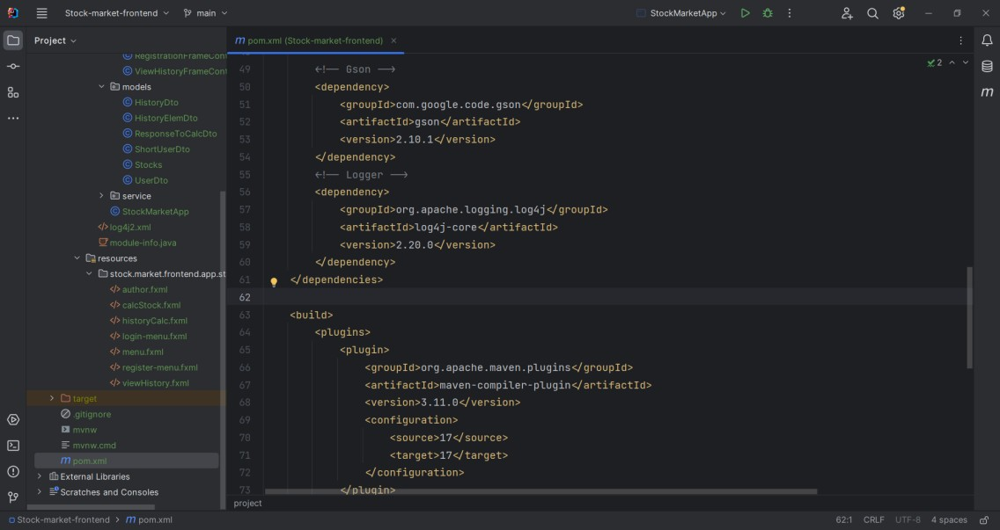 Stock-market-frontend
main
StockMarketApp
Project
pom.xml (Stock-market-frontend)
RegistrationFrameCont
ViewHistoryFrameCont
models
HistoryDto
HistoryElemDto
ResponseToCalcDto
ShortUserDto
Stocks
UserDto
service
StockMarketApp
log4j2.xml
module-info.java
resources
stock.market.frontend.app.st
author.fxml
calcStock.fxml
historyCalc.fxml
login-menu.fxml
menu.fxml
register-menu.fxml
viewHistory.fxml
target
.gitignore
mvnw
mvnw.cmd
pom.xml
External Libraries
Scratches and Consoles
2
49 <!-- Gson -->
50 <dependency>
51 <groupId>com.google.code.gson</groupId>
52 <artifactId>gson</artifactId>
53 <version>2.10.1</version>
54 </dependency>
55 <!-- Logger -->
56 <dependency>
57 <groupId>org.apache.logging.log4j</groupId>
58 <artifactId>log4j-core</artifactId>
59 <version>2.20.0</version>
60 </dependency>
61 </dependencies>
62
63 <build>
64 <plugins>
65 <plugin>
66 <groupId>org.apache.maven.plugins</groupId>
67 <artifactId>maven-compiler-plugin</artifactId>
68 <version>3.11.0</version>
69 <configuration>
70 <source>17</source>
71 <target>17</target>
72 </configuration>
73 </plugin>
project
Stock-market-frontend > pom.xml
62:1 CRLF UTF-8 4 spaces